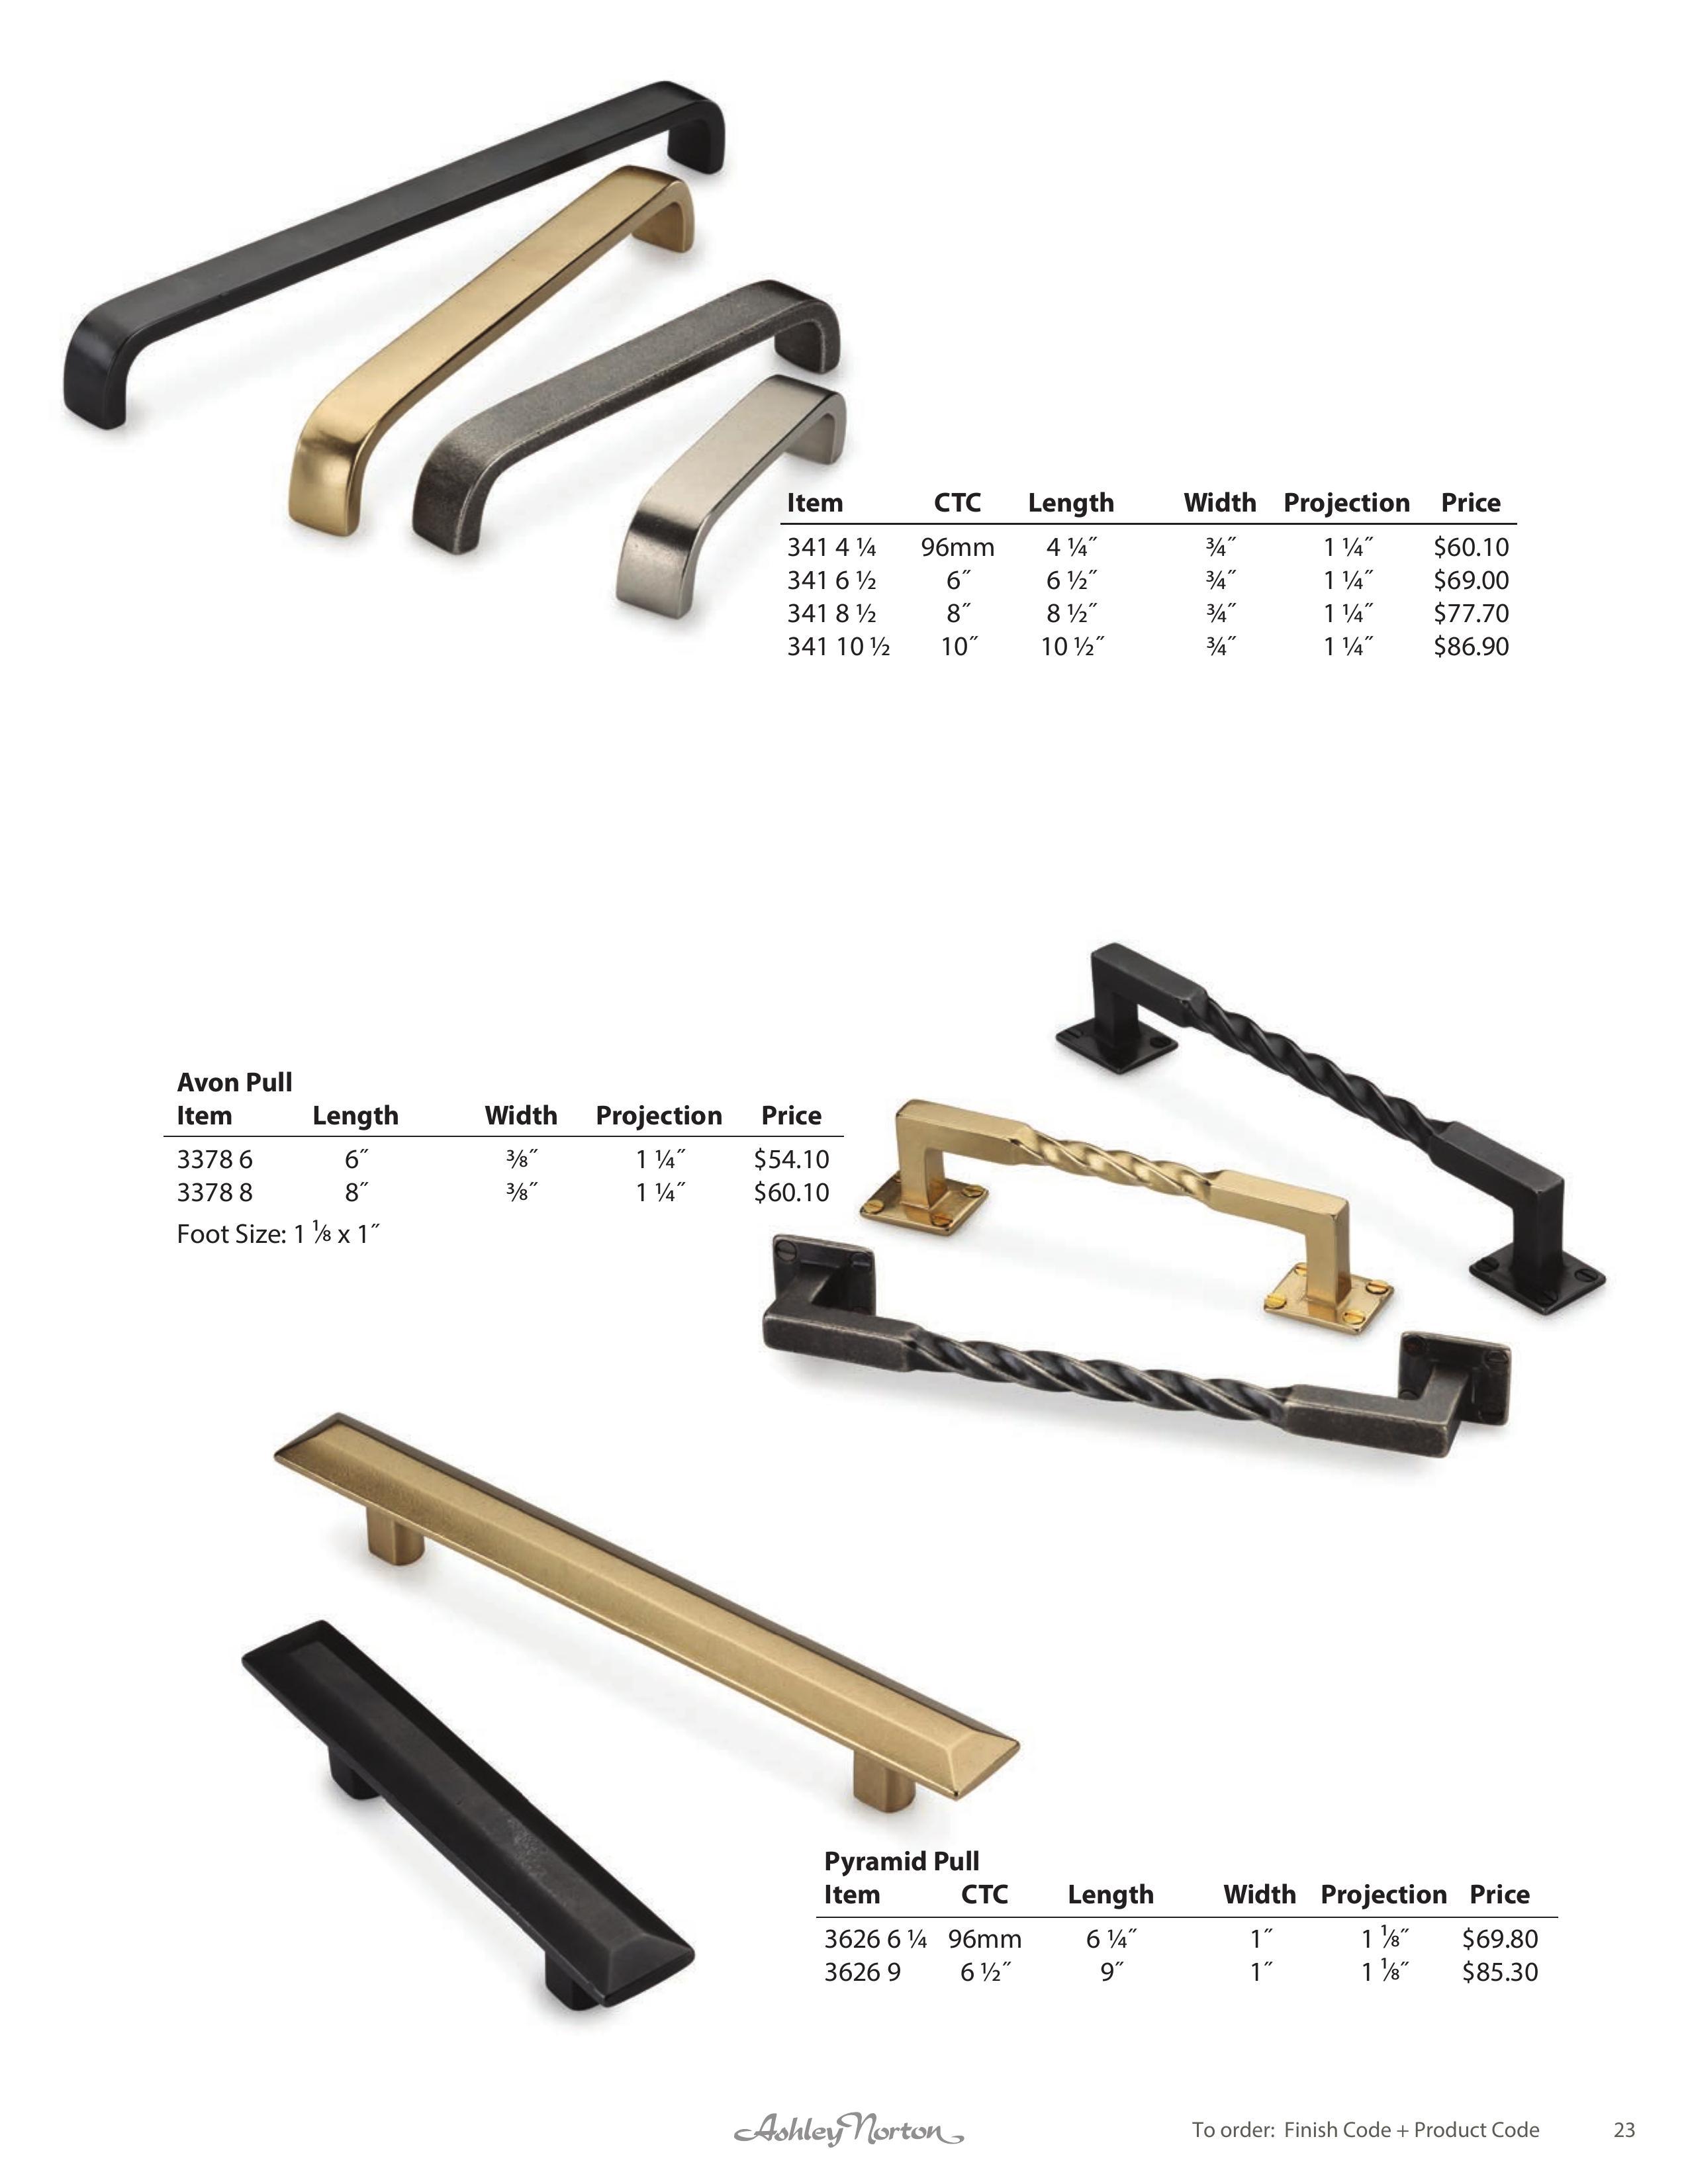 Item CTC Length Width Projection Price
341 4 ¼ 96mm 4 ¼˝ ¾˝ 1 ¼˝ $60.10
341 6 ½ 6˝ 6 ½˝ ¾˝ 1 ¼˝ $69.00
341 8 ½ 8˝ 8 ½˝ ¾˝ 1 ¼˝ $77.70
341 10 ½ 10˝ 10 ½˝ ¾˝ 1 ¼˝ $86.90
Avon Pull
Item Length Width Projection Price
3378 6 6˝ ⅜˝ 1 ¼˝ $54.10
3378 8 8˝ ⅜˝ 1 ¼˝ $60.10
Foot Size: 1 ⅛ x 1˝
Pyramid Pull
Item CTC Length Width Projection Price
3626 6 ¼ 96mm 6 ¼˝ 1˝ 1 ⅛˝ $69.80
3626 9 6 ½˝ 9˝ 1˝ 1 ⅛˝ $85.30
Ashley Norton
To order: Finish Code + Product Code 23